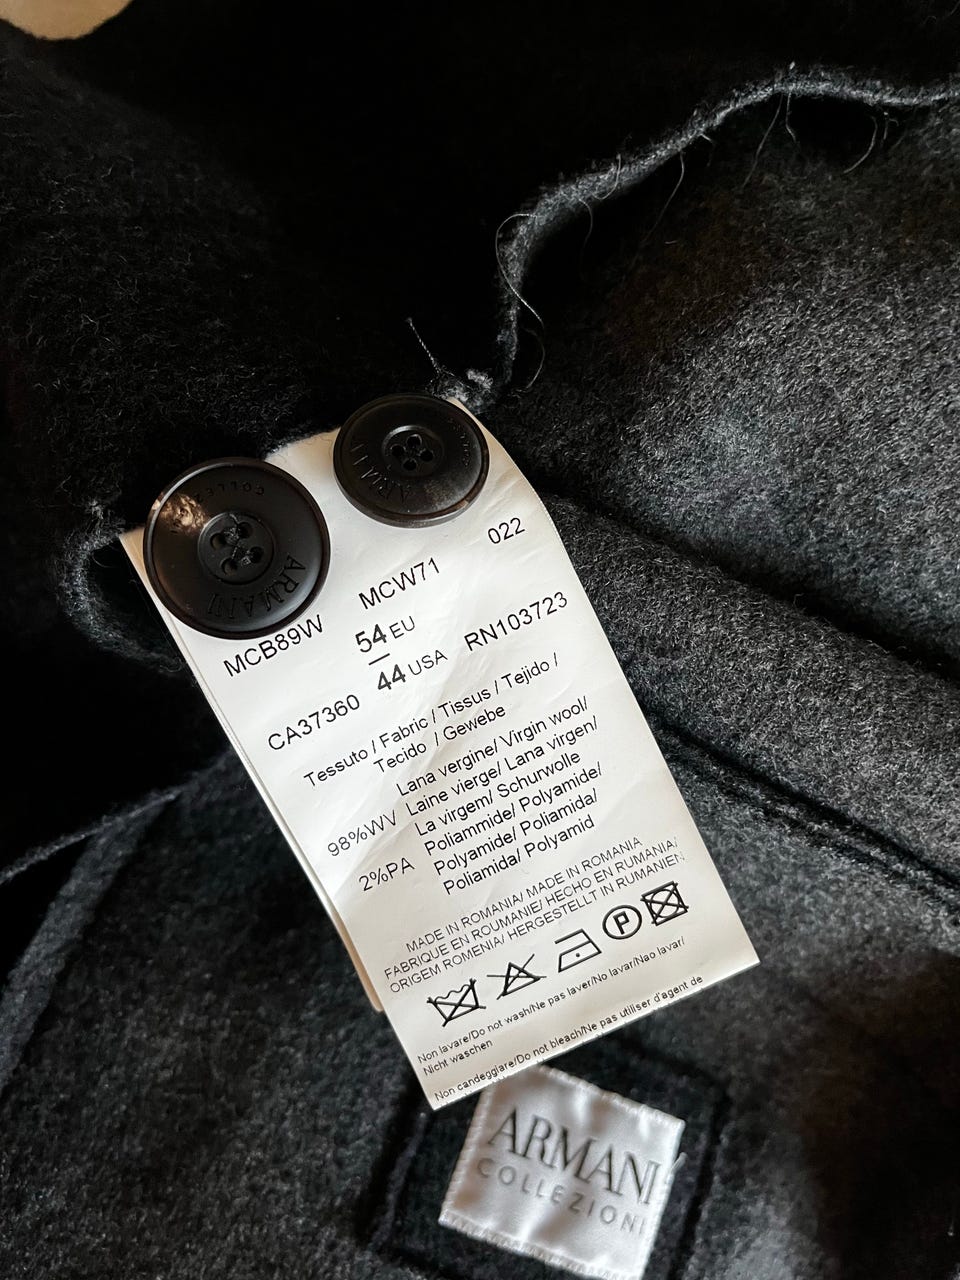 ARMANI
COLLEZ
ARMANI
MCB89W MCW71 022
54 EU
44 USA
CA37360 RN103723
Tessuto / Fabric / Tissus / Tejido /
Tecido / Gewebe
98%WV Lana vergine/ Virgin wool/
Laine vierge/ Lana virgen/
La virgem/ Schurwolle
2%PA Poliammide/ Polyamide/
Polyamide/ Poliamida/
Poliamida/ Polyamid
MADE IN ROMANIA/ MADE IN ROMANIA
FABRIQUE EN ROUMANIE/ HECHO EN RUMANIA/
ORIGEM ROMENIA/ HERGESTELLT IN RUMANIEN
P
Non lavare/Do not wash/Ne pas laver/No lavar/Nao lavar/
Nicht waschen
Non candeggiare/Do not bleach/Ne pas utiliser d'agent de
ARMANI
COLLEZIONI